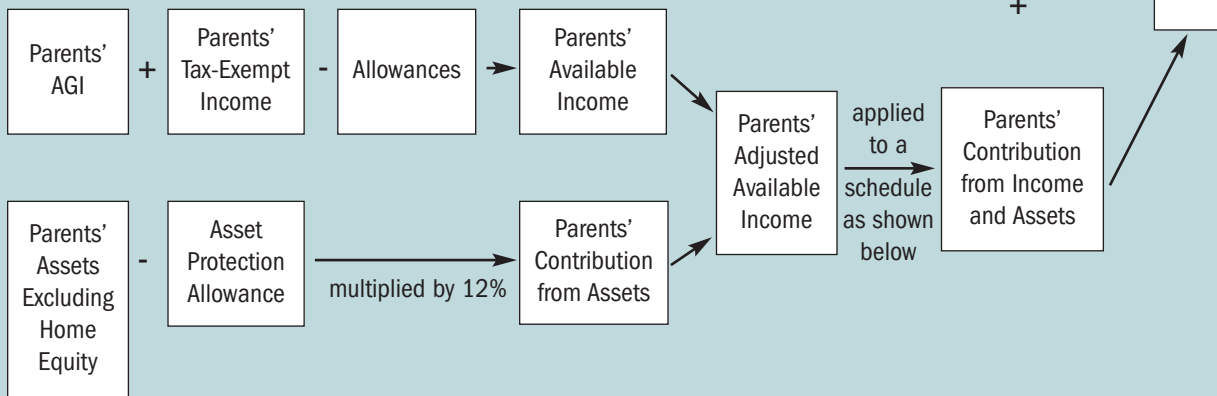 +
Parents'
AGI
+
Parents'
Tax-Exempt
Income
-
Allowances
Parents'
Available
Income
Parents'
Adjusted
Available
Income
applied
to a
schedule
as shown
below
Parents'
Contribution
from Income
and Assets
Parents'
Assets
Excluding
Home
Equity
-
Asset
Protection
Allowance
multiplied by 12%
Parents'
Contribution
from Assets